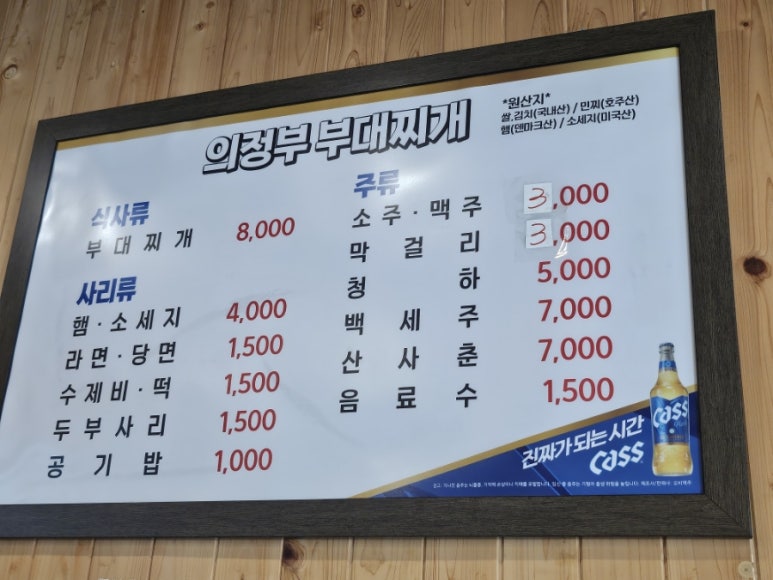 의정부 부대찌개
*원산지*
쌀,김치(국내산) / 민찌(호주산)
햄(덴마크산) / 소세지(미국산)
식사류
부대찌개 8,000
사리류
햄·소세지 4,000
라면·당면 1,500
수제비·떡 1,500
두부사리 1,500
공기밥 1,000
주류
소주·맥주 3,000
막걸리 3,000
청하 5,000
백세주 7,000
산사춘 7,000
음료수 1,500
진짜가 되는 시간
Cass
Cass